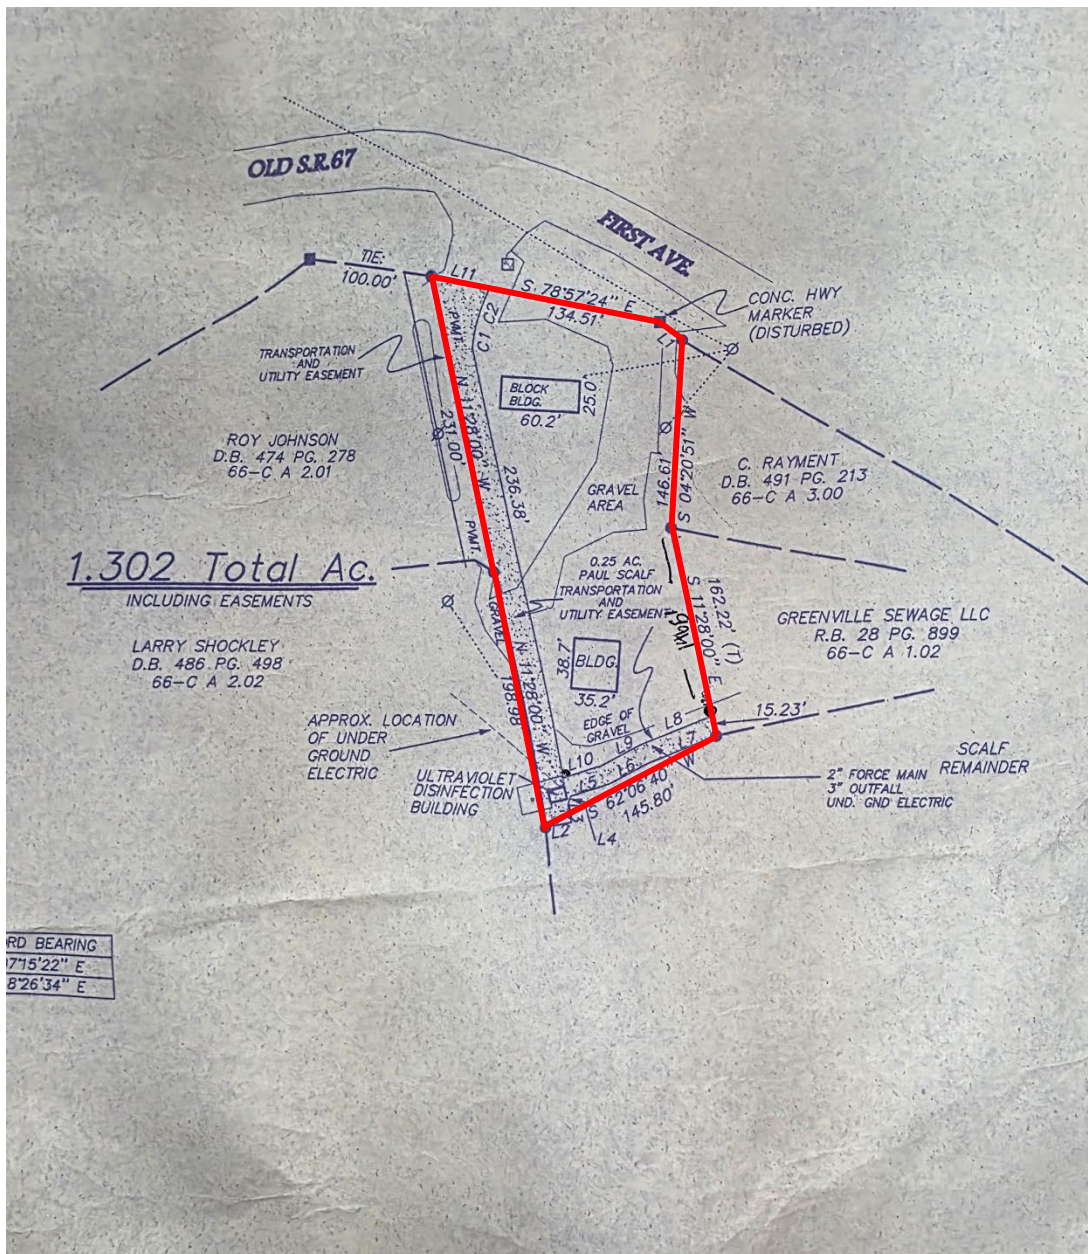 OLD S.R.67
FIRST AVE.
TIE:
100.00'
L11
S 78°57'24" E
134.51'
CONC. HWY
MARKER
(DISTURBED)
L1
C1 C2
PVMT.
TRANSPORTATION
AND
UTILITY EASEMENT
N 11°28'00" W
231.00'
BLOCK
BLDG.
25.0
60.2'
236.38'
ROY JOHNSON
D.B. 474 PG. 278
66-C A 2.01
GRAVEL
AREA
S 04°20'51" W
146.61'
C. RAYMENT
D.B. 491 PG. 213
66-C A 3.00
PVMT.
1.302 Total Ac.
INCLUDING EASEMENTS
0.25 AC.
PAUL SCALF
TRANSPORTATION
AND
UTILITY EASEMENT
162.22' (T)
S 11°28'00" E
GREENVILLE SEWAGE LLC
R.B. 28 PG. 899
66-C A 1.02
LARRY SHOCKLEY
D.B. 486 PG. 498
66-C A 2.02
GRAVEL
N 11°28'00" W
198.98'
38.7'
BLDG.
35.2'
EDGE OF
GRAVEL
L8
15.23'
APPROX. LOCATION
OF UNDER
GROUND
ELECTRIC
L9
L7
L10
L6
L5
SCALF
REMAINDER
ULTRAVIOLET
DISINFECTION
BUILDING
S 62°06'40" W
145.80'
2" FORCE MAIN
3" OUTFALL
UND. GND ELECTRIC
L3
L2
L4
RD BEARING
7°15'22" E
8°26'34" E